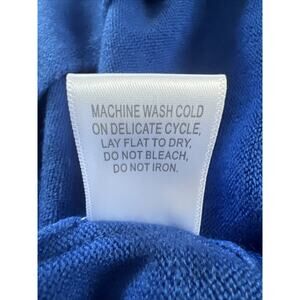 MACHINE WASH COLD
ON DELICATE CYCLE,
LAY FLAT TO DRY,
DO NOT BLEACH,
DO NOT IRON.